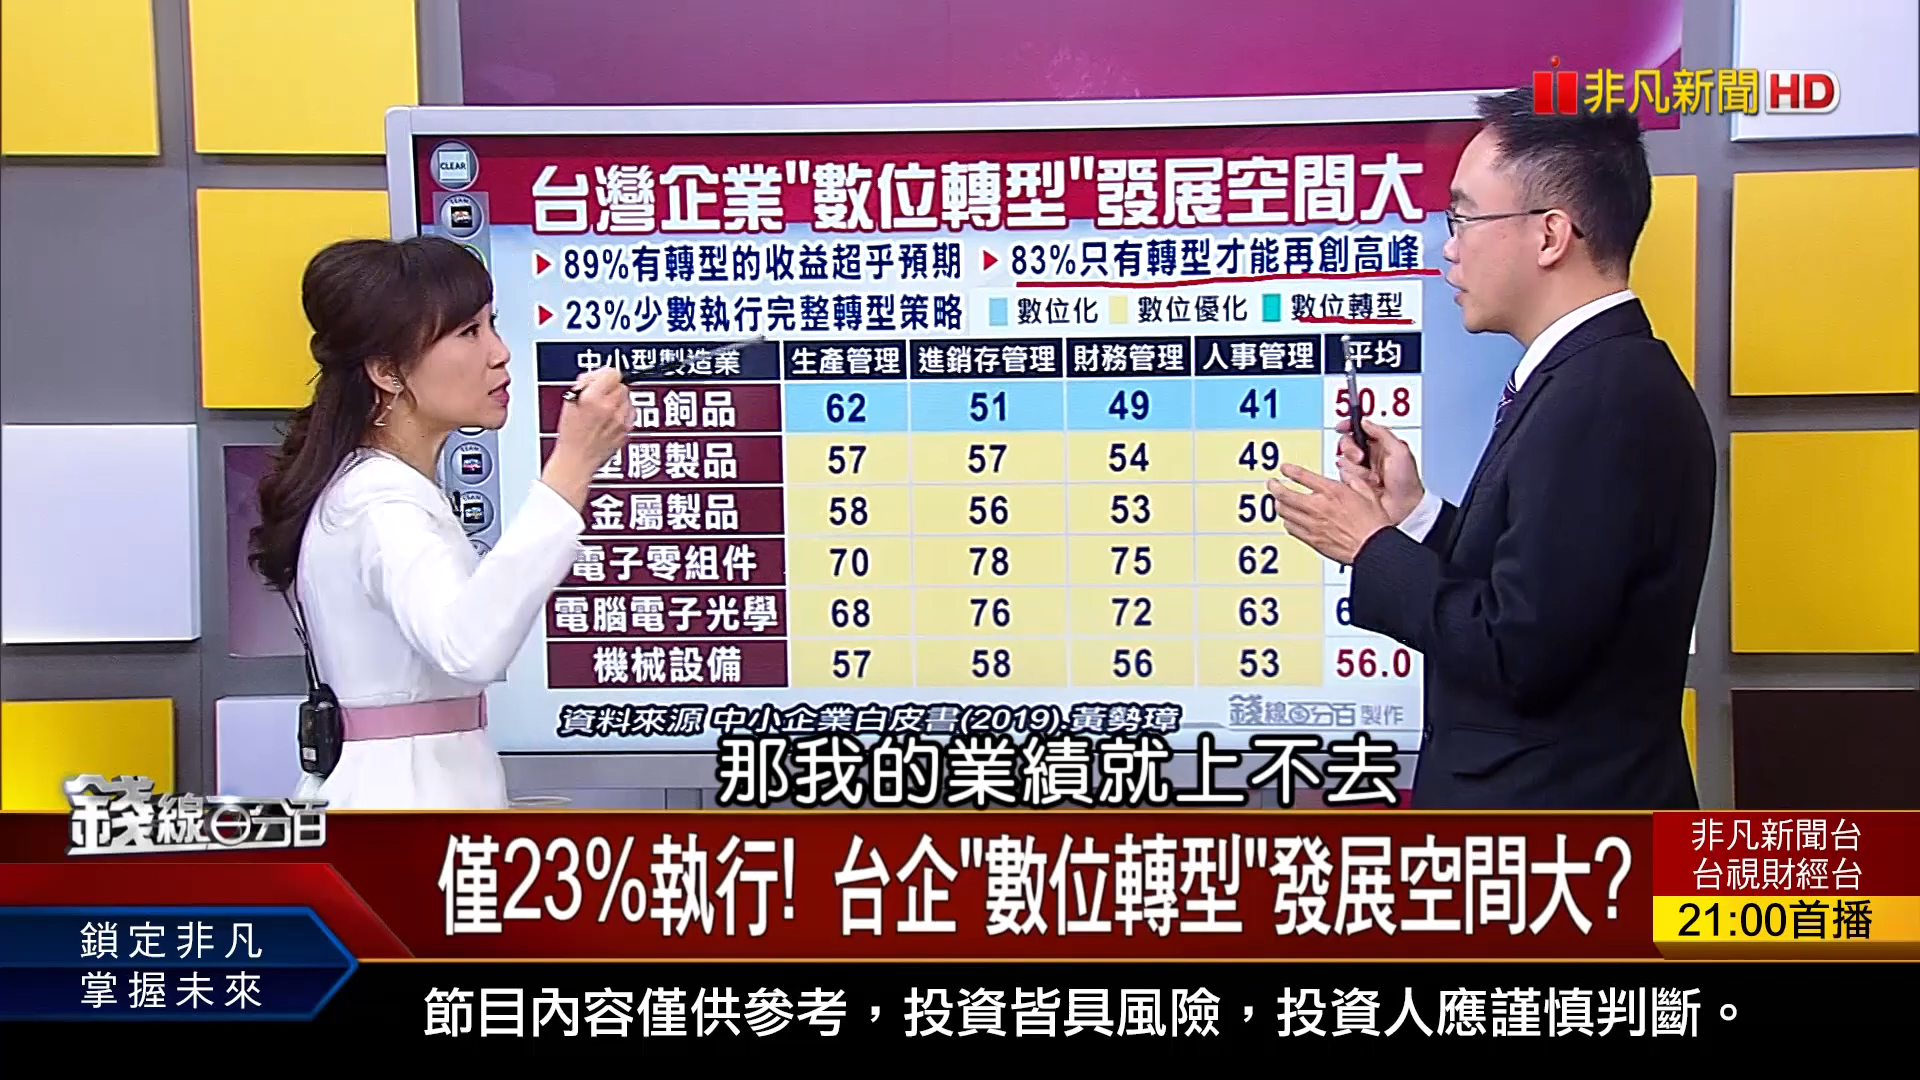 非凡新聞HD
CLEAR
台灣企業"數位轉型"發展空間大
89%有轉型的收益超乎預期 83%只有轉型才能再創高峰
23%少數執行完整轉型策略 數位化 數位優化 數位轉型
中小型製造業 生產管理 進銷存管理 財務管理 人事管理 平均
品飼品 62 51 49 41 50.8
膠製品 57 57 54 49
金屬製品 58 56 53 50
電子零組件 70 78 75 62
電腦電子光學 68 76 72 63 6
機械設備 57 58 56 53 56.0
資料來源 中小企業白皮書(2019),黃勢璋 錢線百分百 製作
那我的業績就上不去
錢線百分百
僅23%執行! 台企"數位轉型"發展空間大?
非凡新聞台
台視財經台
21:00首播
鎖定非凡
掌握未來
節目內容僅供參考，投資皆具風險，投資人應謹慎判斷。